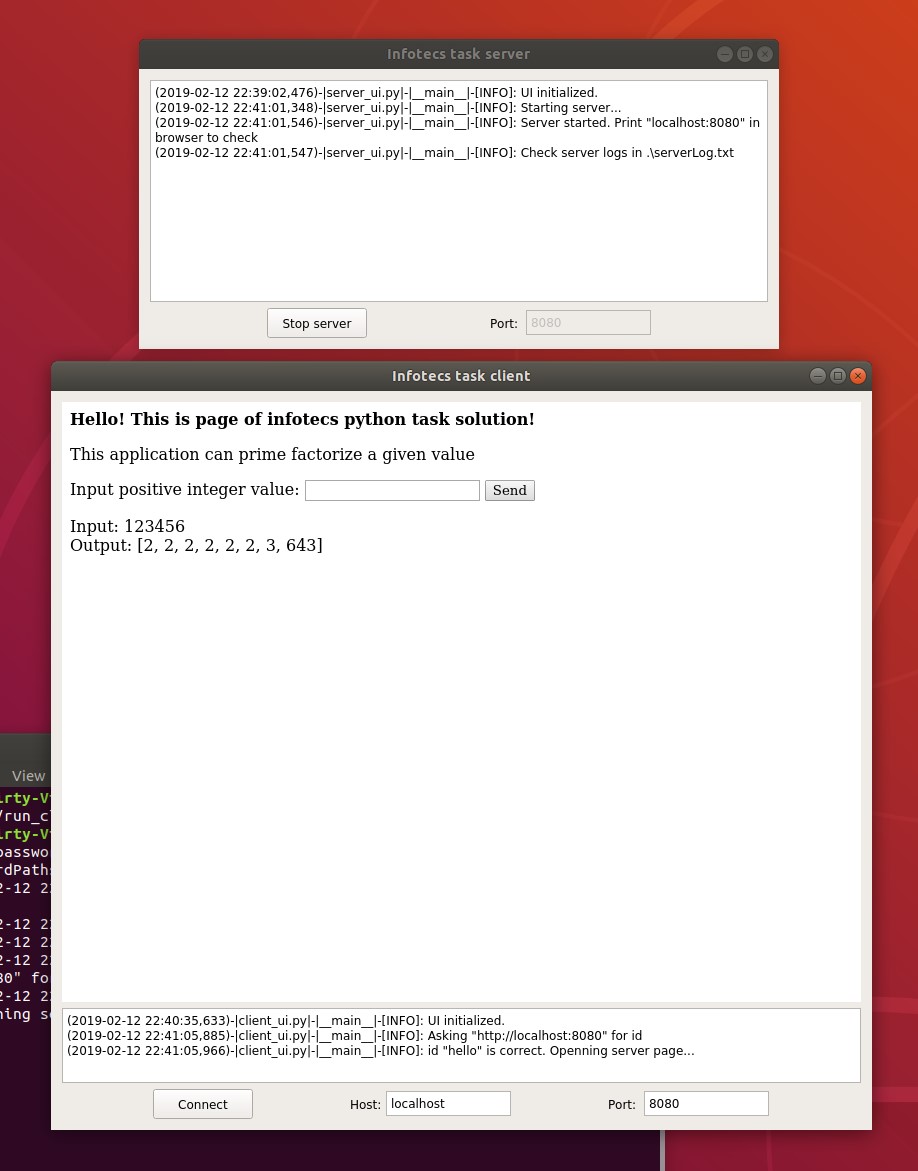 Infotecs task server
(2019-02-12 22:39:02,476)-|server_ui.py|-|__main__|-[INFO]: UI initialized.
(2019-02-12 22:41:01,348)-|server_ui.py|-|__main__|-[INFO]: Starting server...
(2019-02-12 22:41:01,546)-|server_ui.py|-|__main__|-[INFO]: Server started. Print "localhost:8080" in
browser to check
(2019-02-12 22:41:01,547)-|server_ui.py|-|__main__|-[INFO]: Check server logs in .\serverLog.txt
Stop server Port: 8080
Infotecs task client
Hello! This is page of infotecs python task solution!
This application can prime factorize a given value
Input positive integer value: Send
Input: 123456
Output: [2, 2, 2, 2, 2, 2, 3, 643]
View
irty-V
/run_c
irty-V
passwo
rdPath
2-12 2
2-12 2
2-12 2
2-12 2
80" fo
2-12 2
ning s
(2019-02-12 22:40:35,633)-|client_ui.py|-|__main__|-[INFO]: UI initialized.
(2019-02-12 22:41:05,885)-|client_ui.py|-|__main__|-[INFO]: Asking "http://localhost:8080" for id
(2019-02-12 22:41:05,966)-|client_ui.py|-|__main__|-[INFO]: id "hello" is correct. Openning server page...
Connect Host: localhost Port: 8080